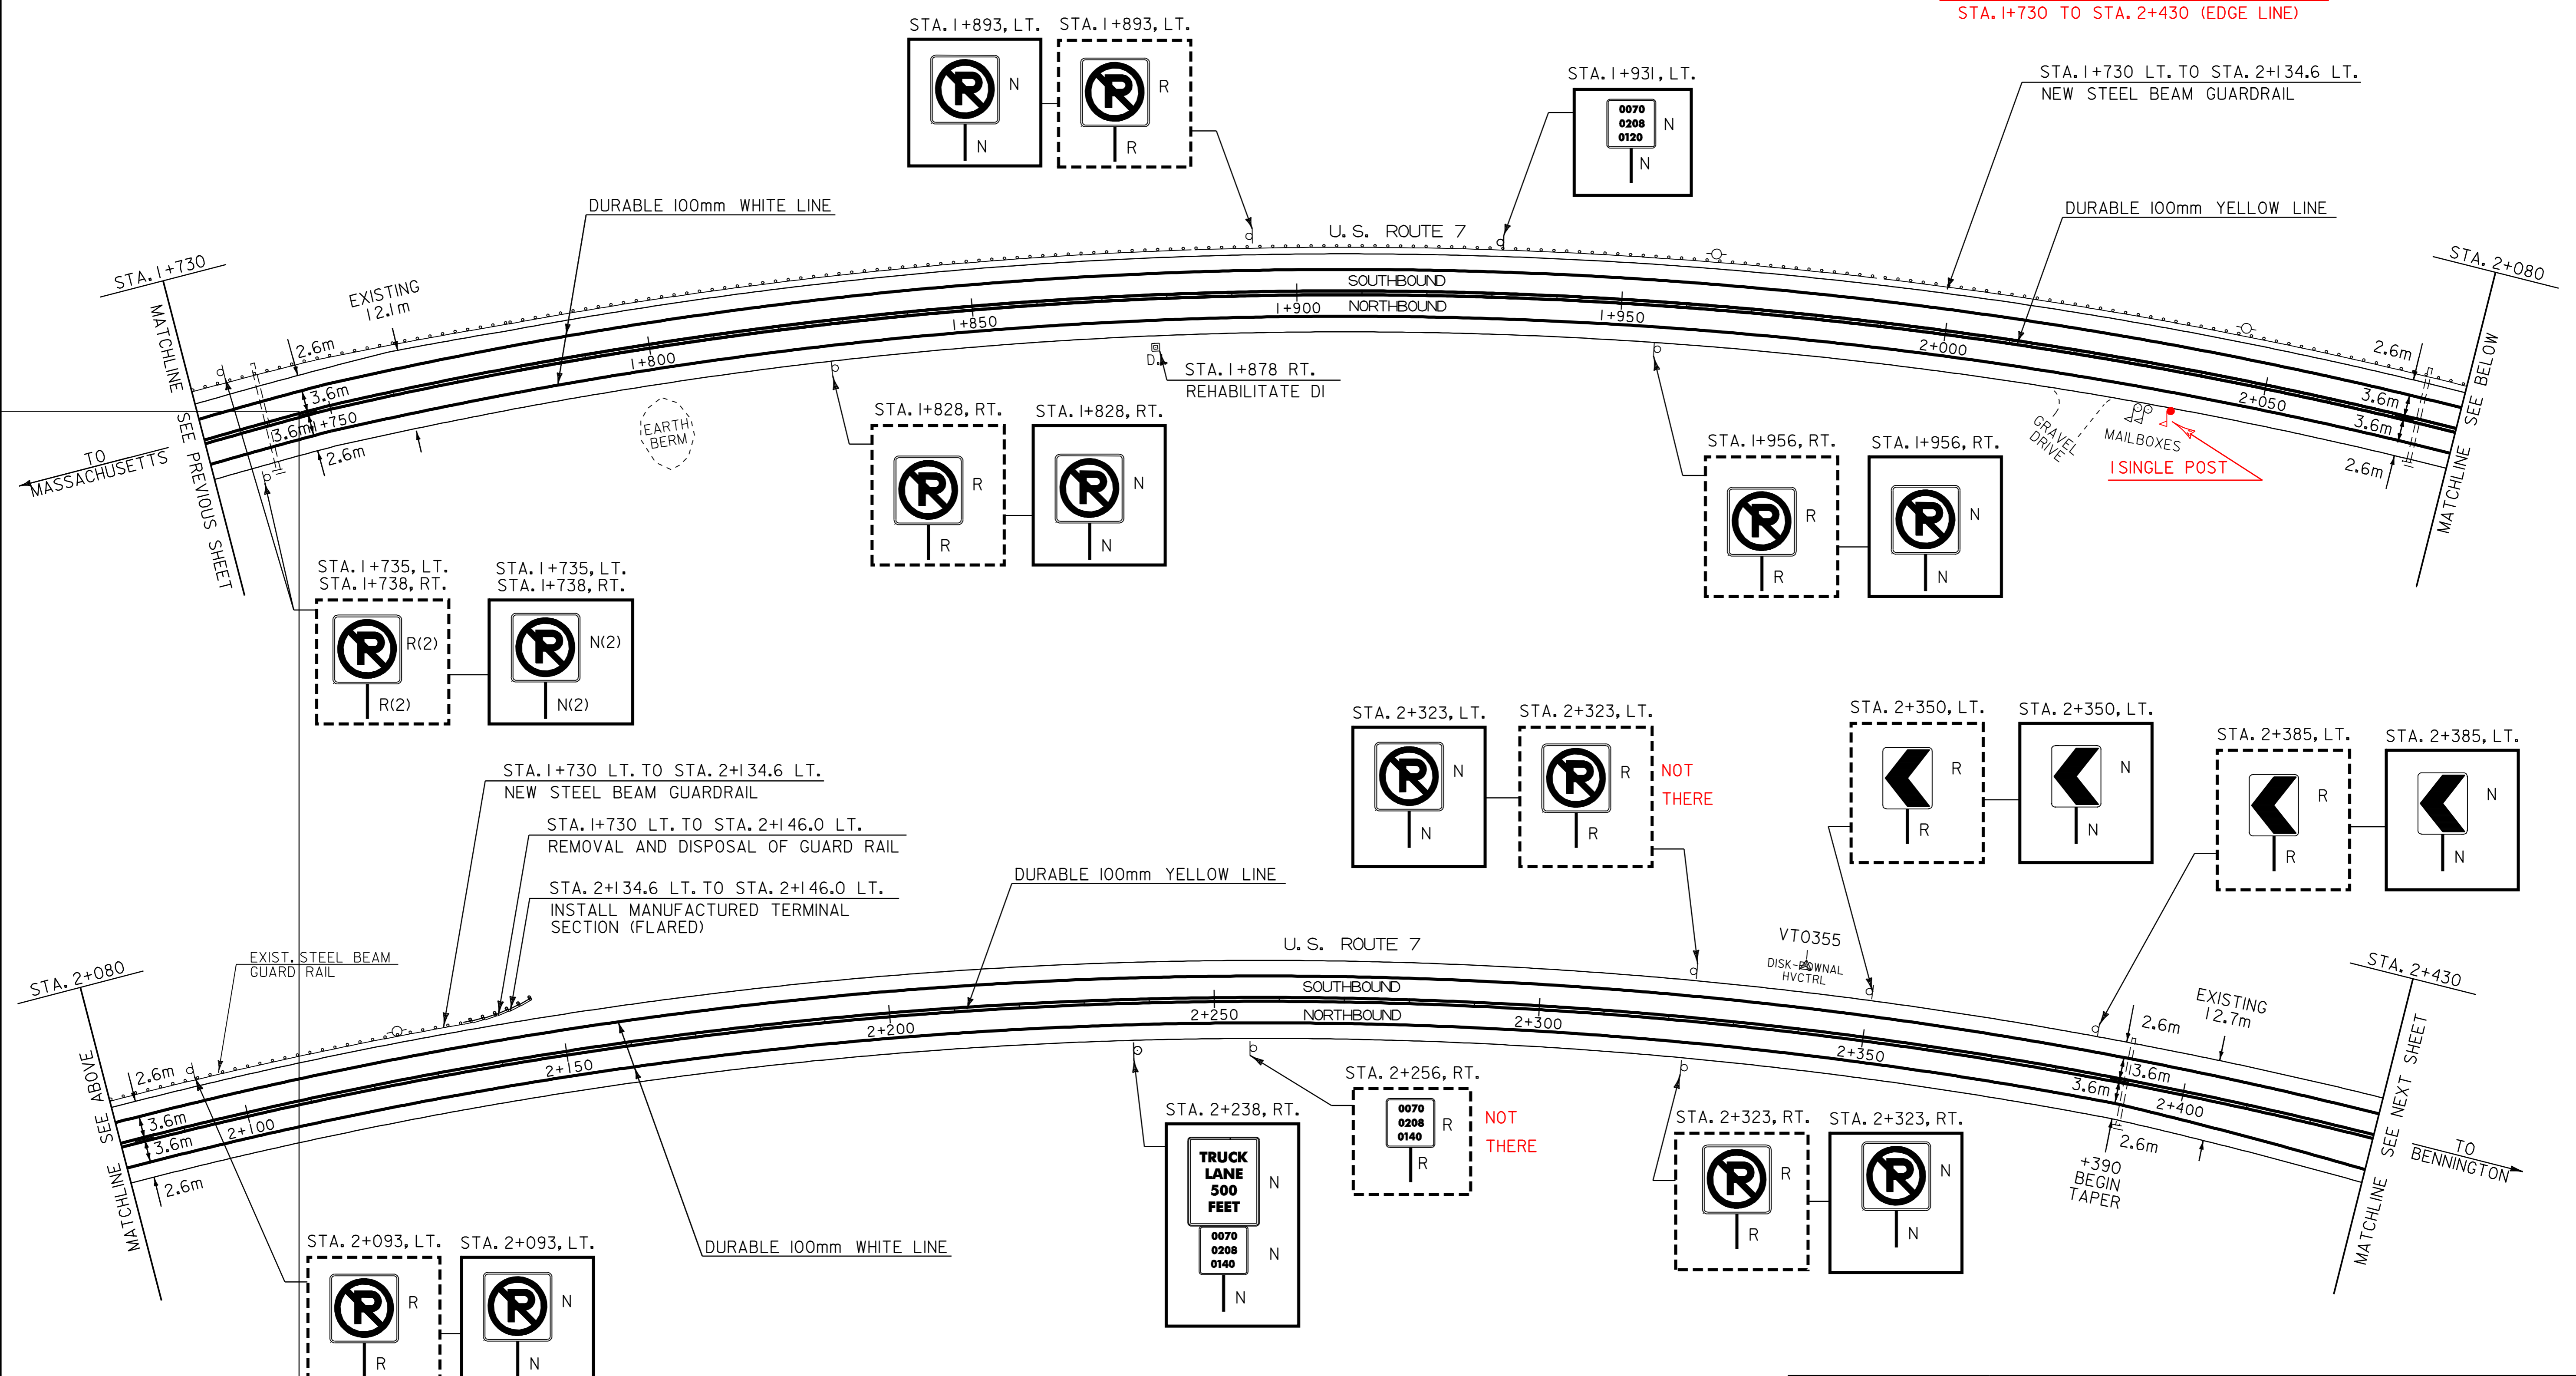 STA. 1+730 TO STA. 2+430 (EDGE LINE)
STA. 1+893, LT.
N
N
STA. 1+893, LT.
R
R
STA. 1+931, LT.
0070
0208
0120
N
N
STA. 1+730 LT. TO STA. 2+134.6 LT.
NEW STEEL BEAM GUARDRAIL
DURABLE 100mm WHITE LINE
DURABLE 100mm YELLOW LINE
U.S. ROUTE 7
SOUTHBOUND
NORTHBOUND
STA. 1+730
MATCHLINE SEE PREVIOUS SHEET
EXISTING
12.1m
2.6m
3.6m
3.6m
2.6m
1+750
1+800
1+850
1+900
1+950
2+000
2+050
STA. 2+080
MATCHLINE SEE BELOW
2.6m
3.6m
3.6m
2.6m
TO
MASSACHUSETTS
EARTH
BERM
D.I.
STA. 1+878 RT.
REHABILITATE DI
GRAVEL
DRIVE
MAILBOXES
1 SINGLE POST
STA. 1+828, RT.
R
R
STA. 1+828, RT.
N
N
STA. 1+956, RT.
R
R
STA. 1+956, RT.
N
N
STA. 1+735, LT.
STA. 1+738, RT.
R(2)
R(2)
STA. 1+735, LT.
STA. 1+738, RT.
N(2)
N(2)
STA. 2+323, LT.
N
N
STA. 2+323, LT.
R
R
NOT
THERE
STA. 2+350, LT.
R
R
STA. 2+350, LT.
N
N
STA. 2+385, LT.
R
R
STA. 2+385, LT.
N
N
STA. 1+730 LT. TO STA. 2+134.6 LT.
NEW STEEL BEAM GUARDRAIL
STA. 1+730 LT. TO STA. 2+146.0 LT.
REMOVAL AND DISPOSAL OF GUARD RAIL
STA. 2+134.6 LT. TO STA. 2+146.0 LT.
INSTALL MANUFACTURED TERMINAL
SECTION (FLARED)
DURABLE 100mm YELLOW LINE
EXIST. STEEL BEAM
GUARD RAIL
U.S. ROUTE 7
SOUTHBOUND
NORTHBOUND
VT0355
DISK-POWNAL
HVCTRL
STA. 2+080
MATCHLINE SEE ABOVE
2.6m
3.6m
3.6m
2.6m
2+100
2+150
2+200
2+250
2+300
2+350
2+400
2.6m
3.6m
3.6m
2.6m
EXISTING
12.7m
STA. 2+430
MATCHLINE SEE NEXT SHEET
+390
BEGIN
TAPER
TO
BENNINGTON
STA. 2+256, RT.
0070
0208
0140
R
R
NOT
THERE
STA. 2+238, RT.
TRUCK
LANE
500
FEET
N
0070
0208
0140
N
N
STA. 2+323, RT.
R
R
STA. 2+323, RT.
N
N
DURABLE 100mm WHITE LINE
STA. 2+093, LT.
R
R
STA. 2+093, LT.
N
N